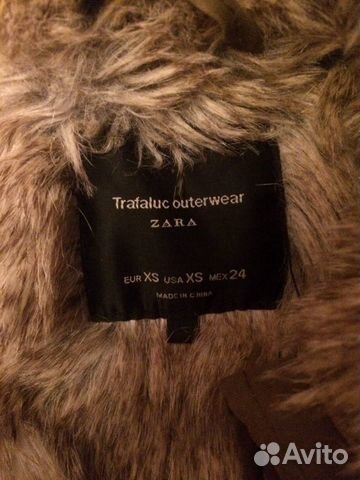 Trafaluc outerwear
ZARA
EUR XS USA XS MEX 24
MADE IN CHINA
Avito